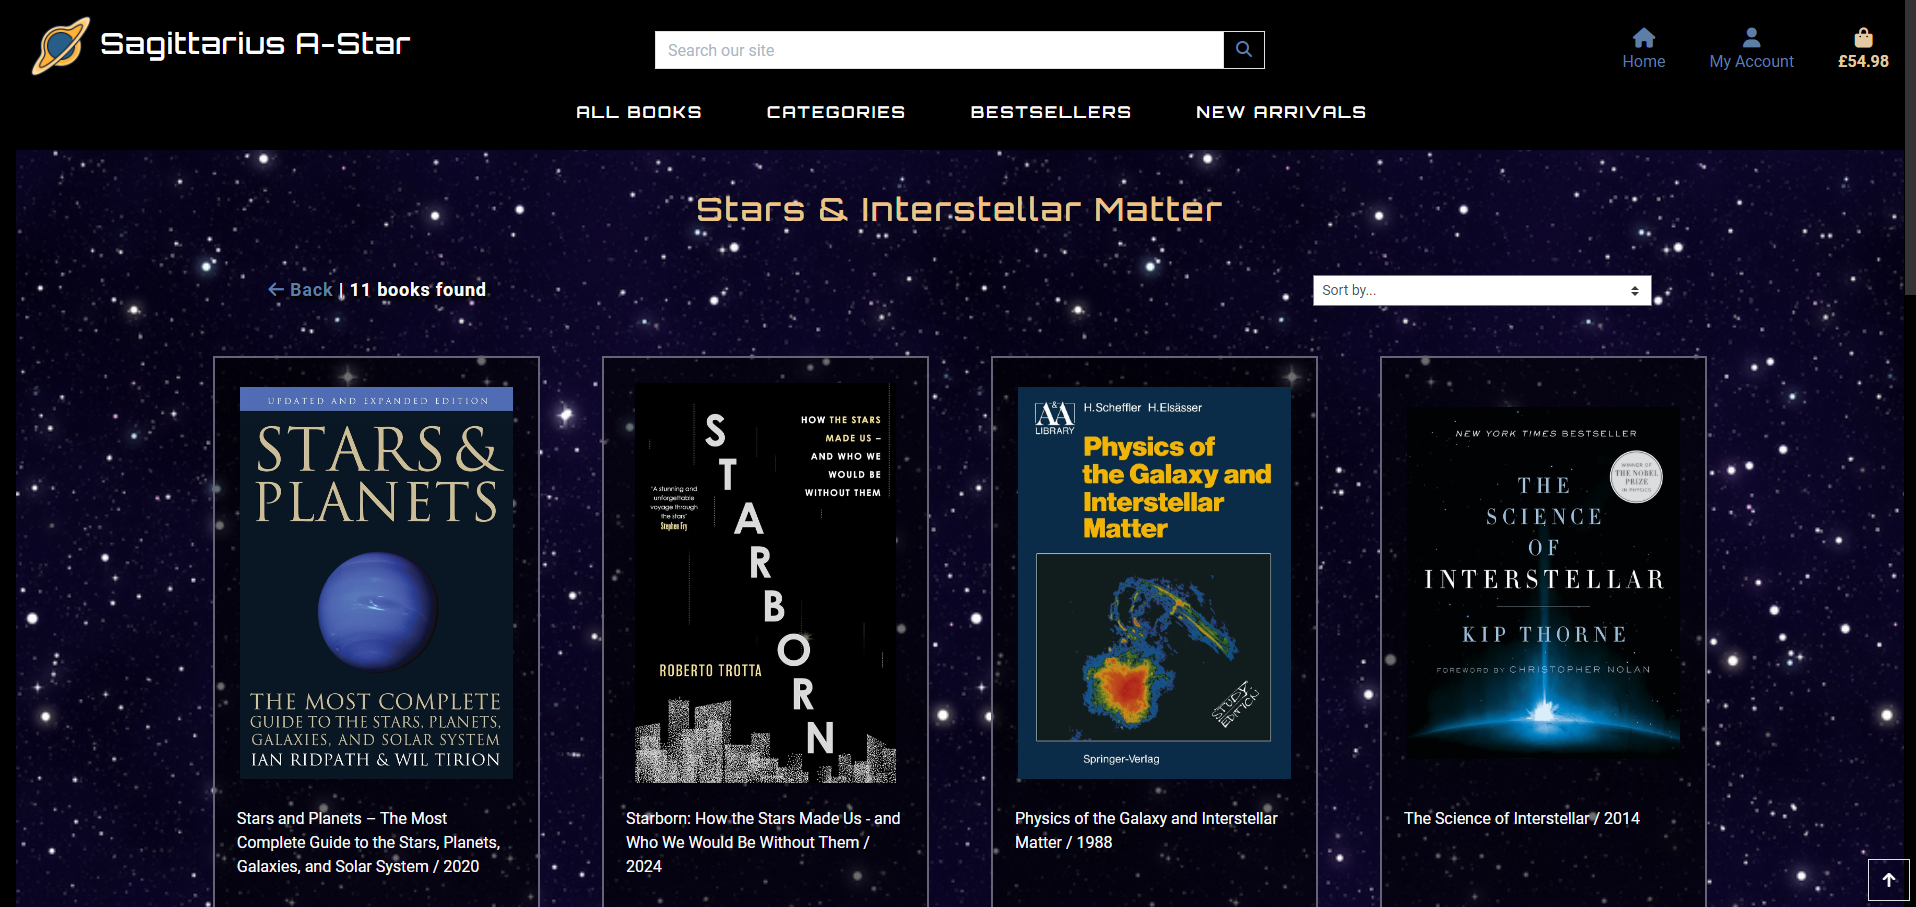 Sagittarius A-Star
Search our site
Home
My Account
£54.98
ALL BOOKS
CATEGORIES
BESTSELLERS
NEW ARRIVALS
Stars & Interstellar Matter
Back | 11 books found
Sort by...
UPDATED AND EXPANDED EDITION
STARS &
PLANETS
THE MOST COMPLETE
GUIDE TO THE STARS, PLANETS,
GALAXIES, AND SOLAR SYSTEM
IAN RIDPATH & WIL TIRION
Stars and Planets – The Most
Complete Guide to the Stars, Planets,
Galaxies, and Solar System / 2020
STARBORN
HOW THE STARS
MADE US –
AND WHO WE
WOULD BE
WITHOUT THEM
"A stunning and
unforgettable
voyage through
the stars"
Stephen Fry
ROBERTO TROTTA
Starborn: How the Stars Made Us - and
Who We Would Be Without Them /
2024
A&A
LIBRARY
H.Scheffler H.Elsässer
Physics of
the Galaxy and
Interstellar
Matter
STUDY
EDITION
Springer-Verlag
Physics of the Galaxy and Interstellar
Matter / 1988
NEW YORK TIMES BESTSELLER
WINNER OF
THE NOBEL
PRIZE
IN PHYSICS
THE
SCIENCE
OF
INTERSTELLAR
KIP THORNE
FOREWORD BY CHRISTOPHER NOLAN
The Science of Interstellar / 2014